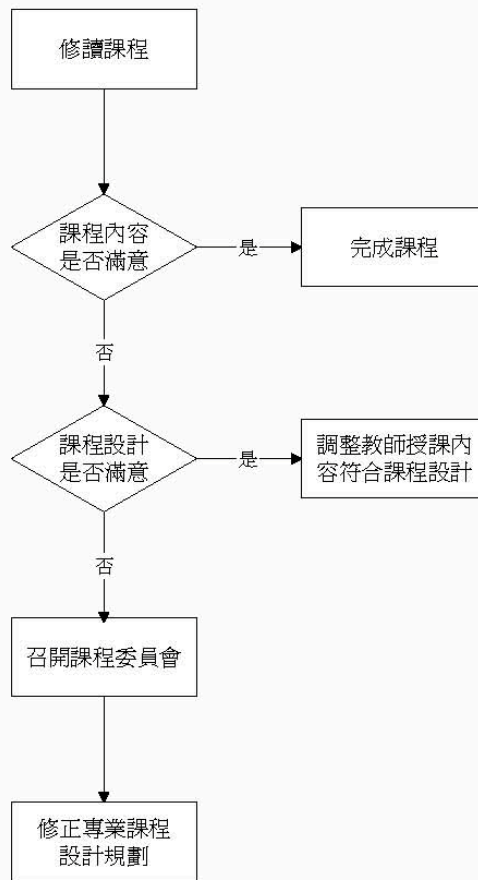 修讀課程
課程內容
是否滿意
是
完成課程
否
課程設計
是否滿意
是
調整教師授課內
容符合課程設計
否
召開課程委員會
修正專業課程
設計規劃